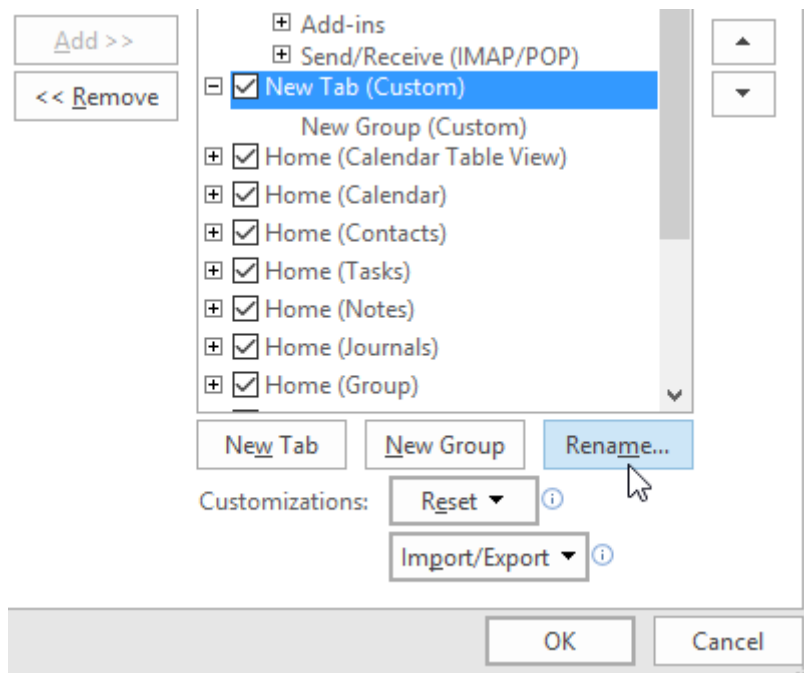 Add >>
<< Remove
Add-ins
Send/Receive (IMAP/POP)
New Tab (Custom)
New Group (Custom)
Home (Calendar Table View)
Home (Calendar)
Home (Contacts)
Home (Tasks)
Home (Notes)
Home (Journals)
Home (Group)
New Tab New Group Rename...
Customizations: Reset
Import/Export
OK Cancel